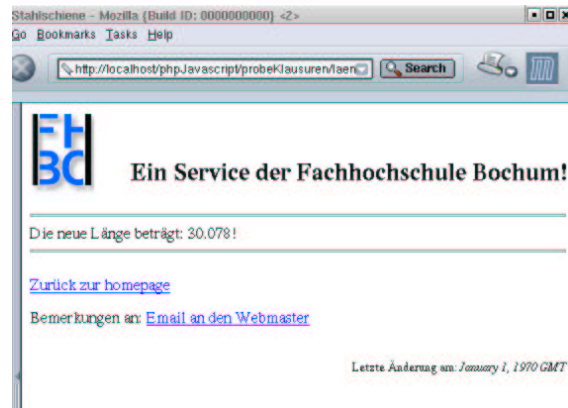 Stahlschiene - Mozilla {Build ID: 0000000000} <2>
Go Bookmarks Tasks Help
http://localhost/phpJavascript/probeKlausuren/laen Search
FH
BO
Ein Service der Fachhochschule Bochum!
Die neue Länge beträgt: 30.078!
Zurück zur homepage
Bemerkungen an: Email an den Webmaster
Letzte Änderung am: January 1, 1970 GMT